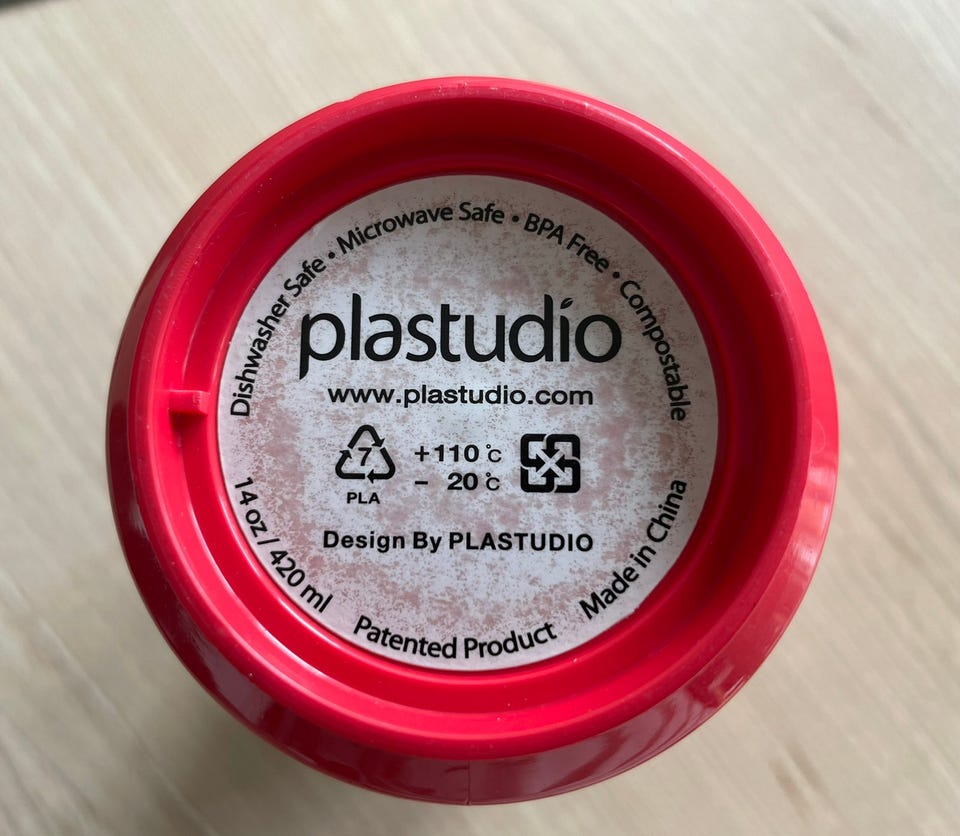 Dishwasher Safe • Microwave Safe • BPA Free • Compostable
plastudio
www.plastudio.com
7
PLA
+110 ℃
- 20 ℃
Design By PLASTUDIO
14 oz / 420 ml
Patented Product
Made in China